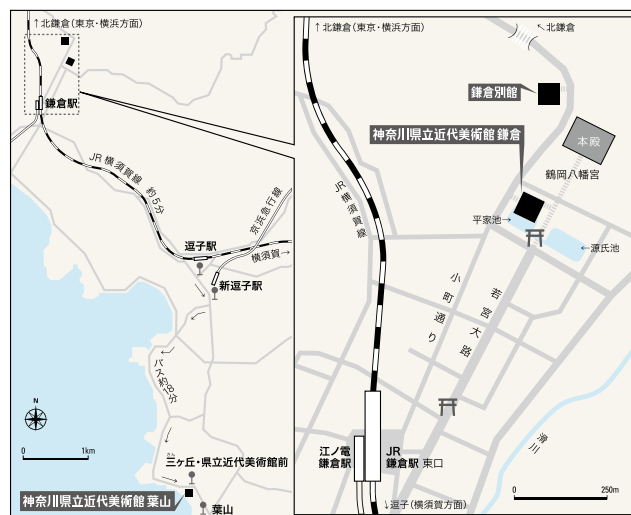 ↑北鎌倉(東京・横浜方面)
鎌倉駅
JR横須賀線 約5分
京浜急行線
逗子駅
横須賀→
新逗子駅
バス約18分
N
0 1km
さん
三ヶ丘・県立近代美術館前
神奈川県立近代美術館 葉山
葉山
↑北鎌倉(東京・横浜方面)
↖北鎌倉
鎌倉別館
神奈川県立近代美術館 鎌倉
本殿
鶴岡八幡宮
JR横須賀線
平家池→
←源氏池
小町通り
若宮大路
滑川
江ノ電
鎌倉駅
JR
鎌倉駅 東口
↓逗子(横須賀方面)
0 250m